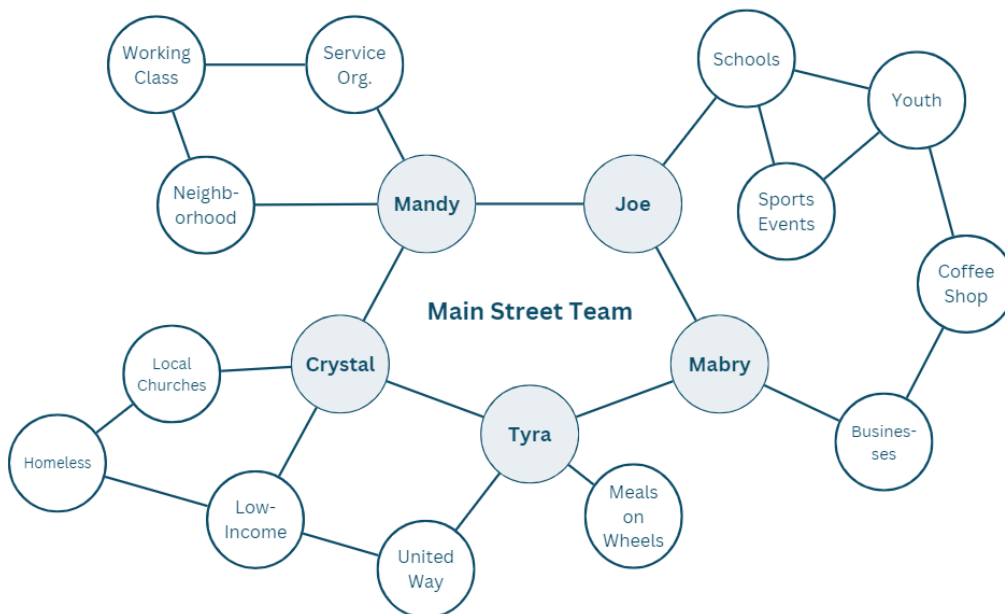 Working
Class
Service
Org.
Schools
Youth
Neighb-
orhood
Mandy
Joe
Sports
Events
Coffee
Shop
Main Street Team
Local
Churches
Crystal
Mabry
Tyra
Busines-
ses
Homeless
Low-
Income
Meals
on
Wheels
United
Way